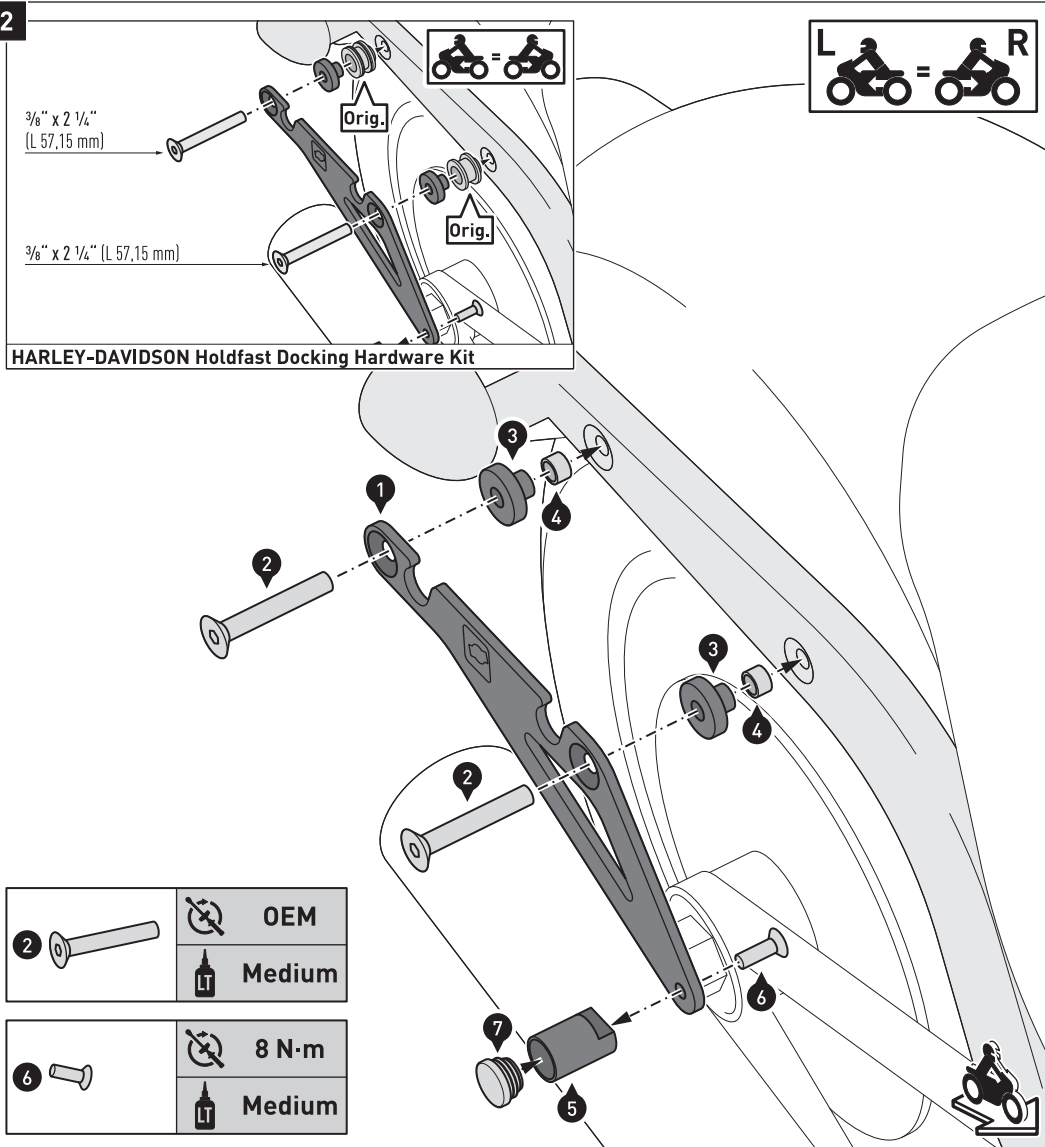 2
3/8“ x 2 1/4“
(L 57,15 mm)
Orig.
3/8“ x 2 1/4“ (L 57,15 mm)
Orig.
HARLEY-DAVIDSON Holdfast Docking Hardware Kit
L = R
=
3
1
4
2
3
4
2
6
7
5
2
OEM
LT
Medium
6
8 N·m
LT
Medium